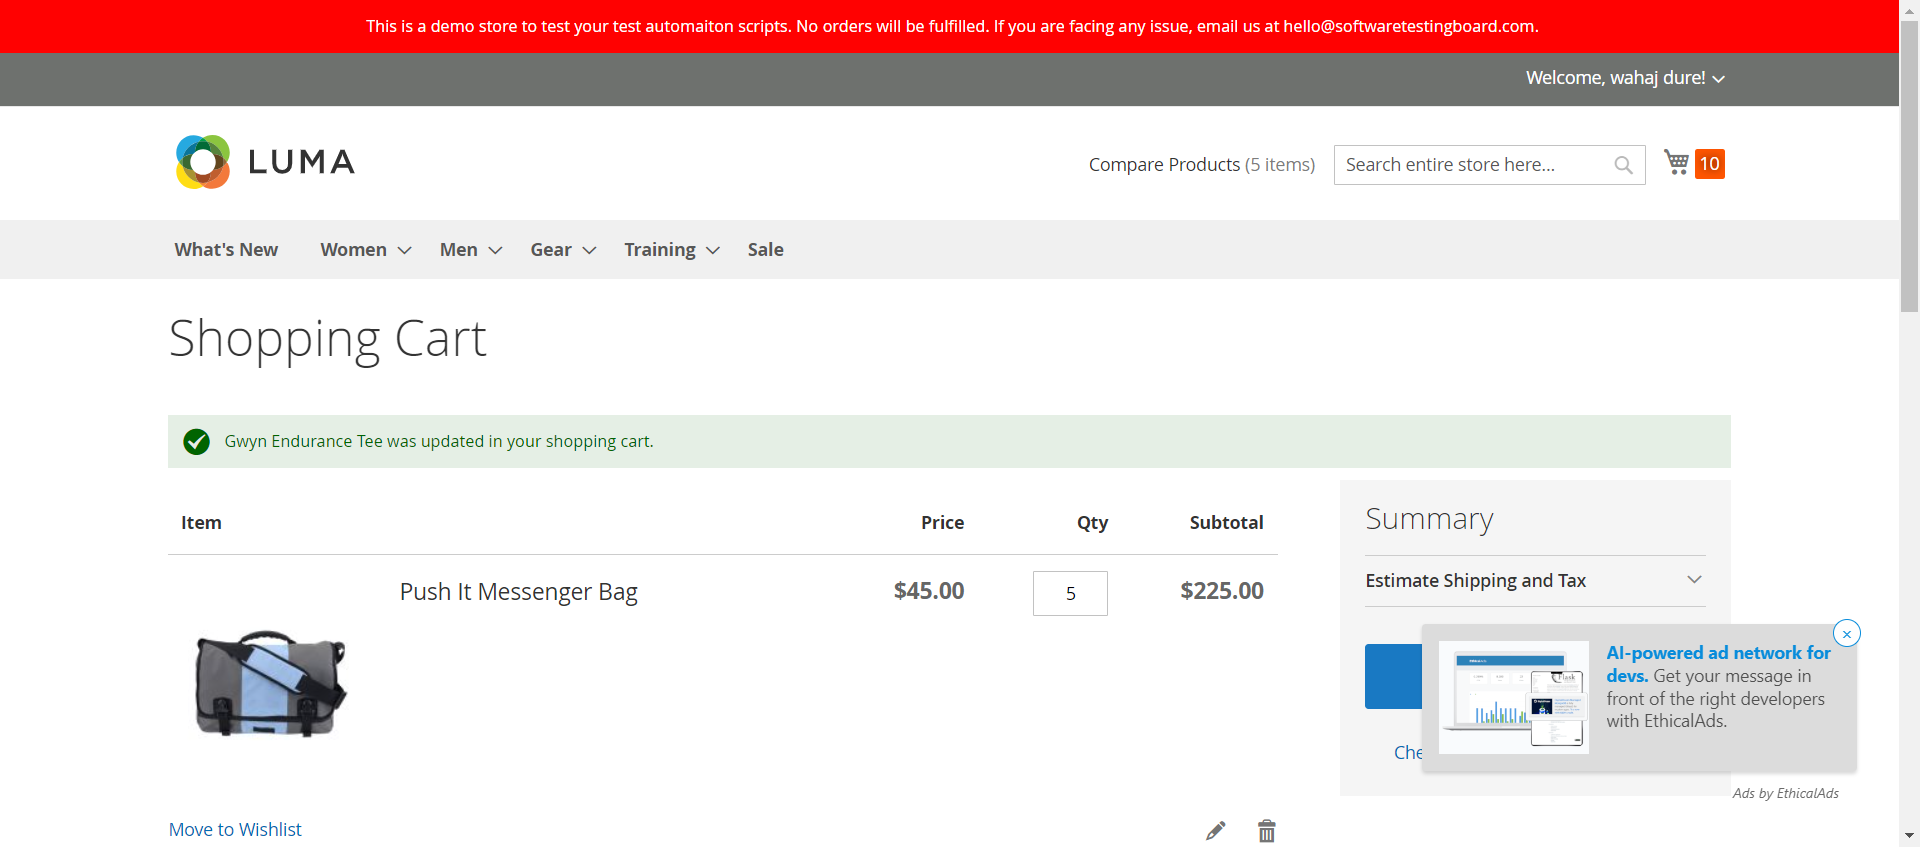 This is a demo store to test your test automaiton scripts. No orders will be fulfilled. If you are facing any issue, email us at hello@softwaretestingboard.com.
Welcome, wahaj dure!
LUMA
Compare Products (5 items)
Search entire store here...
10
What's New
Women
Men
Gear
Training
Sale
Shopping Cart
Gwyn Endurance Tee was updated in your shopping cart.
Item
Price
Qty
Subtotal
Push It Messenger Bag
$45.00
5
$225.00
Move to Wishlist
Summary
Estimate Shipping and Tax
AI-powered ad network for
devs. Get your message in
front of the right developers
with EthicalAds.
Ads by EthicalAds